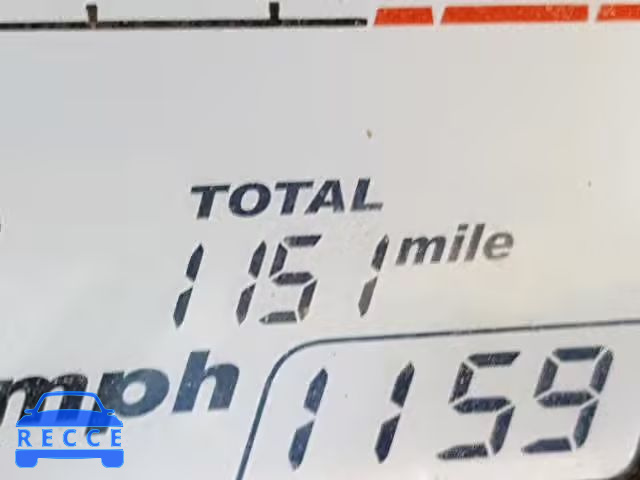 TOTAL
1151 mile
mph
1159
RECCE